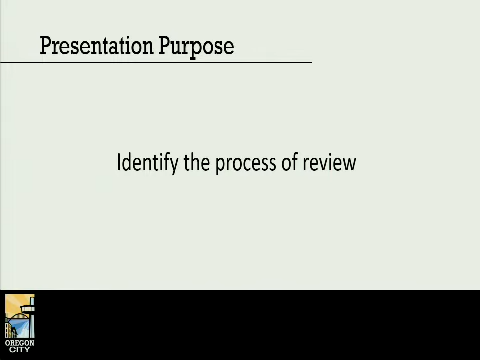 Presentation Purpose
Identify the process of review
OREGON
CITY